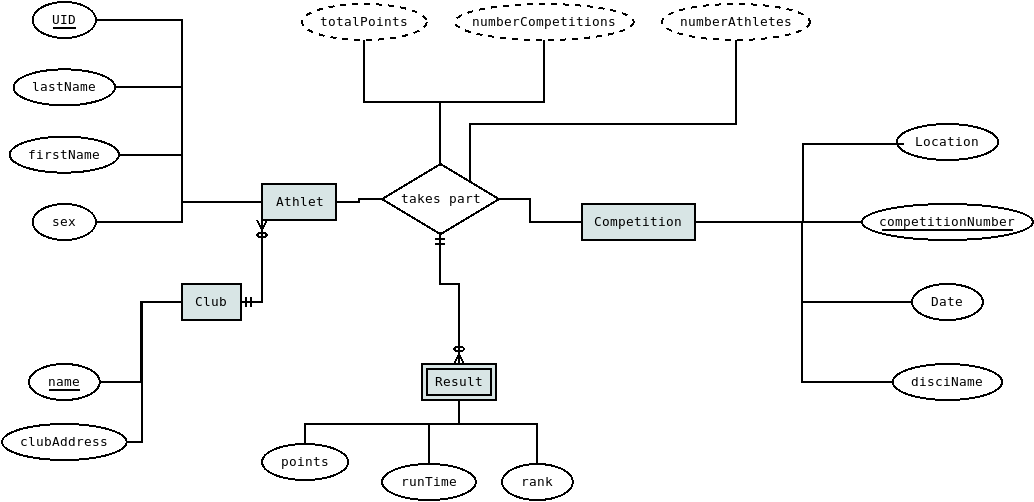 UID
totalPoints
numberCompetitions
numberAthletes
lastName
firstName
sex
Athlet
takes part
Competition
Location
competitionNumber
Date
disciName
Club
name
clubAddress
Result
points
runTime
rank